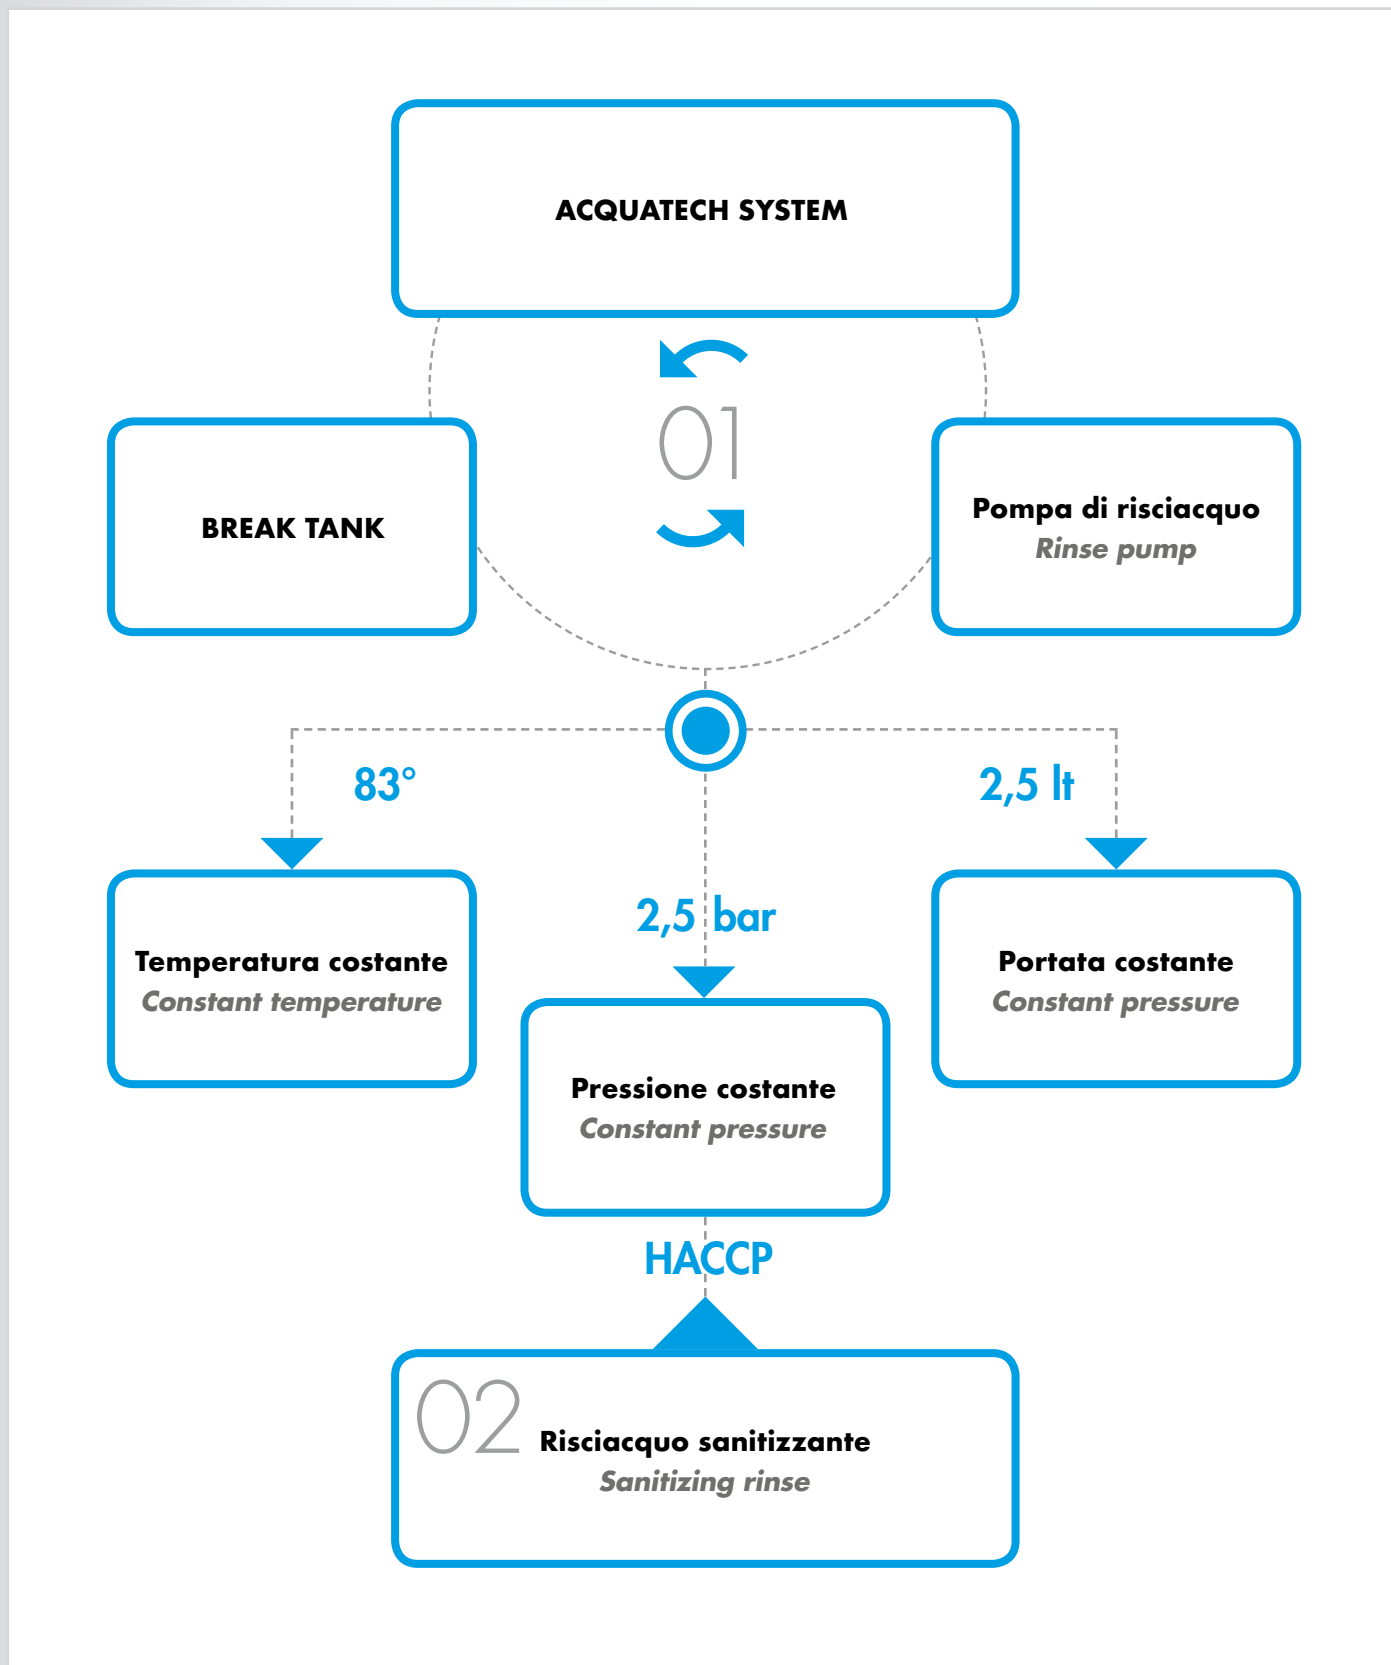 ACQUATECH SYSTEM
01
BREAK TANK
Pompa di risciacquo
Rinse pump
83°
2,5 lt
2,5 bar
Temperatura costante
Constant temperature
Portata costante
Constant pressure
Pressione costante
Constant pressure
HACCP
02
Risciacquo sanitizzante
Sanitizing rinse